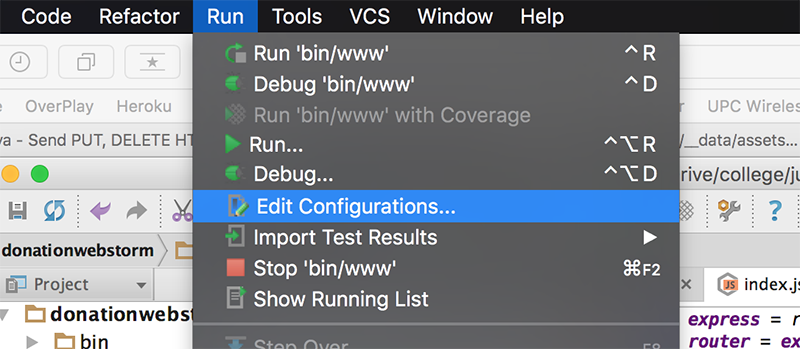 Code Refactor Run Tools VCS Window Help
Run 'bin/www' ^ R
Debug 'bin/www' ^ D
OverPlay Heroku
Run 'bin/www' with Coverage
UPC Wireles
va - Send PUT, DELETE HT
Run... ^⌥R
/__data/assets...
Debug... ^⌥D
rive/college/ju
Edit Configurations...
donationwebstorm
Import Test Results
Project
Stop 'bin/www' ⌘F2
index.js
Show Running List
donationwebstorm
express = r
bin
Step Over F8
router = ex